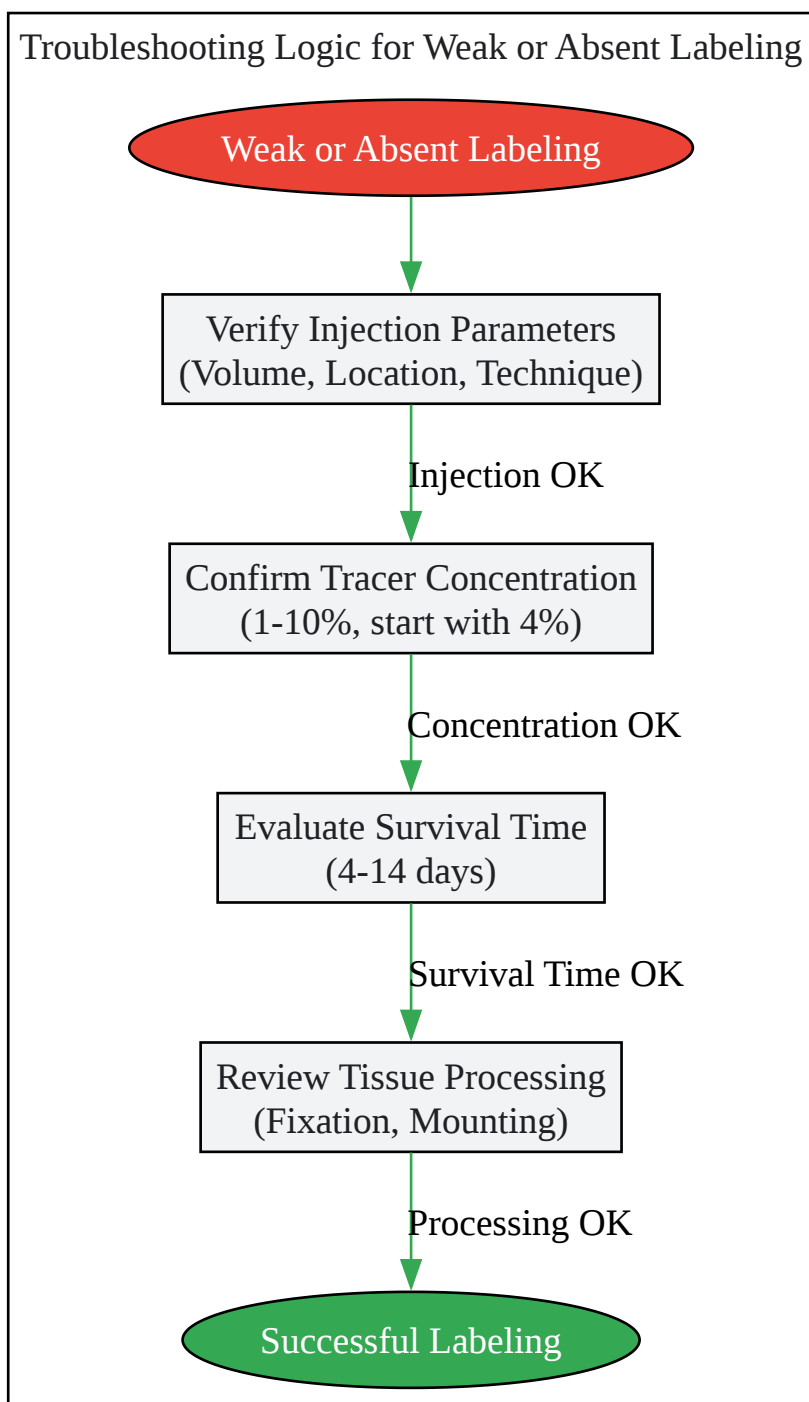 Troubleshooting Logic for Weak or Absent Labeling
Weak or Absent Labeling
Verify Injection Parameters
(Volume, Location, Technique)
Injection OK
Confirm Tracer Concentration
(1-10%, start with 4%)
Concentration OK
Evaluate Survival Time
(4-14 days)
Survival Time OK
Review Tissue Processing
(Fixation, Mounting)
Processing OK
Successful Labeling